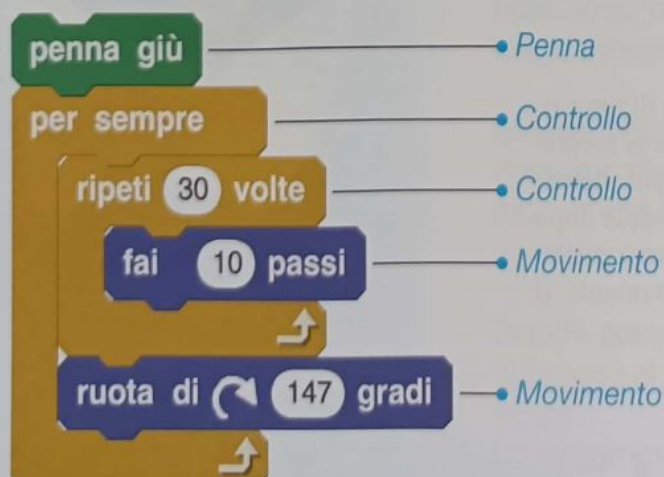 penna giù Penna
per sempre Controllo
ripeti 30 volte Controllo
fai 10 passi Movimento
ruota di 147 gradi Movimento